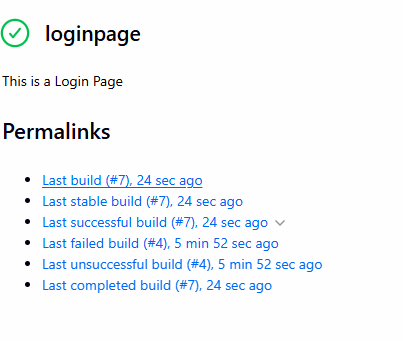 loginpage
This is a Login Page
Permalinks
Last build (#7), 24 sec ago
Last stable build (#7), 24 sec ago
Last successful build (#7), 24 sec ago
Last failed build (#4), 5 min 52 sec ago
Last unsuccessful build (#4), 5 min 52 sec ago
Last completed build (#7), 24 sec ago